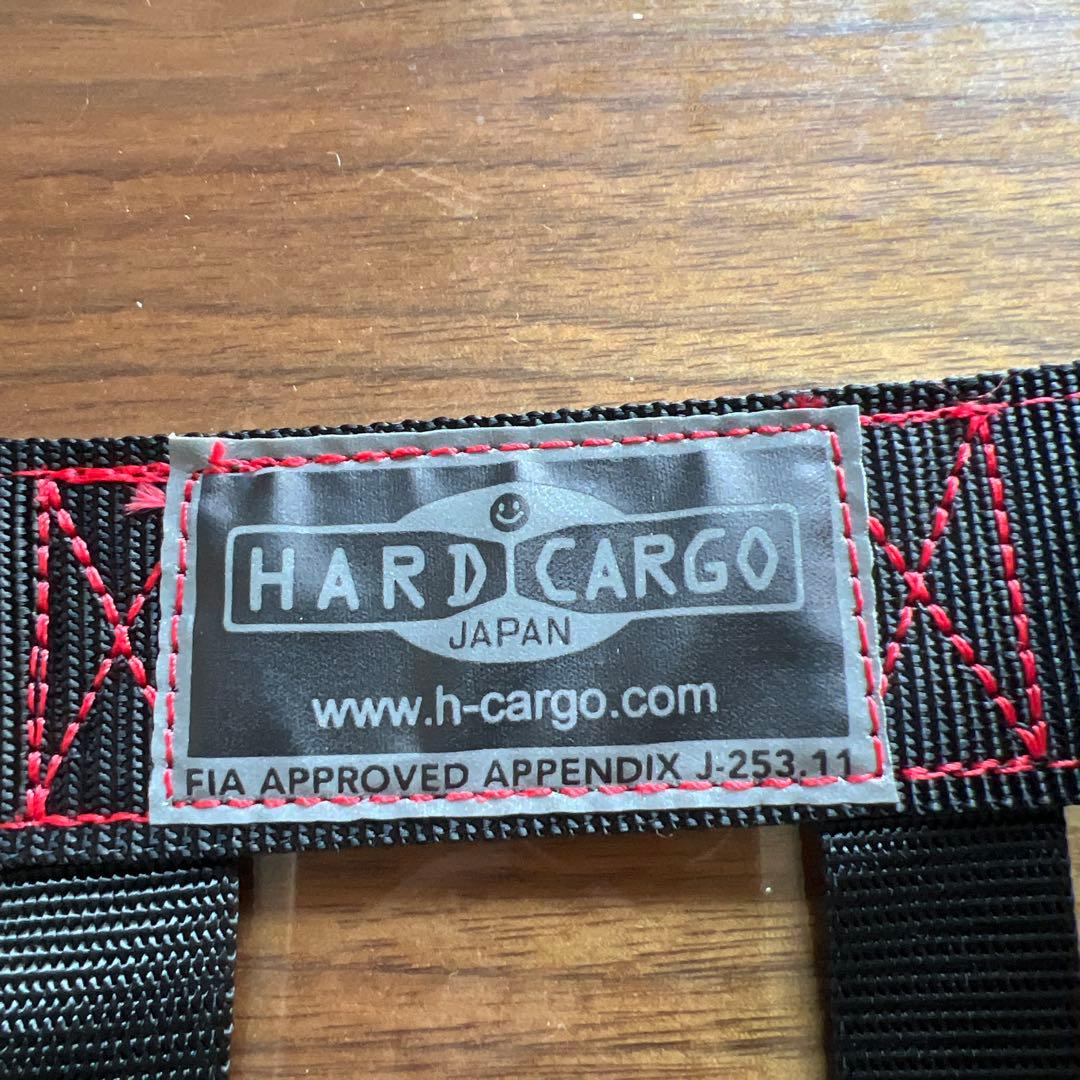 HARD CARGO
JAPAN
www.h-cargo.com
FIA APPROVED APPENDIX J-253.11